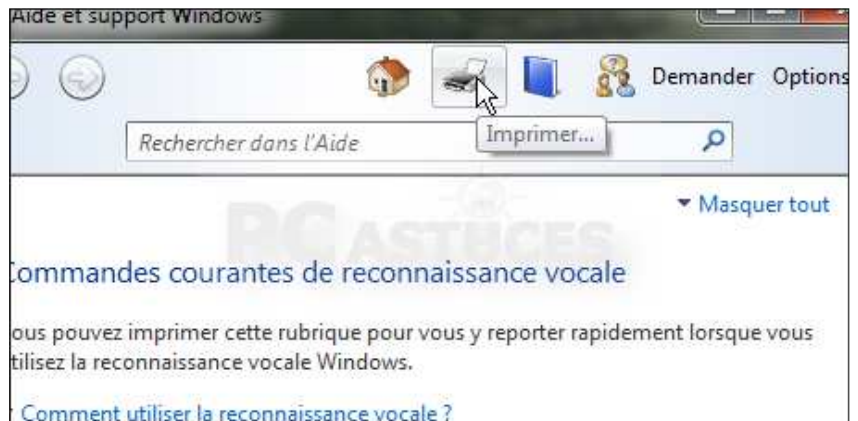 Aide et support Windows
Demander Options
Rechercher dans l'Aide
Imprimer...
Masquer tout
PC ASTUCES
Commandes courantes de reconnaissance vocale
ous pouvez imprimer cette rubrique pour vous y reporter rapidement lorsque vous
tilisez la reconnaissance vocale Windows.
Comment utiliser la reconnaissance vocale ?